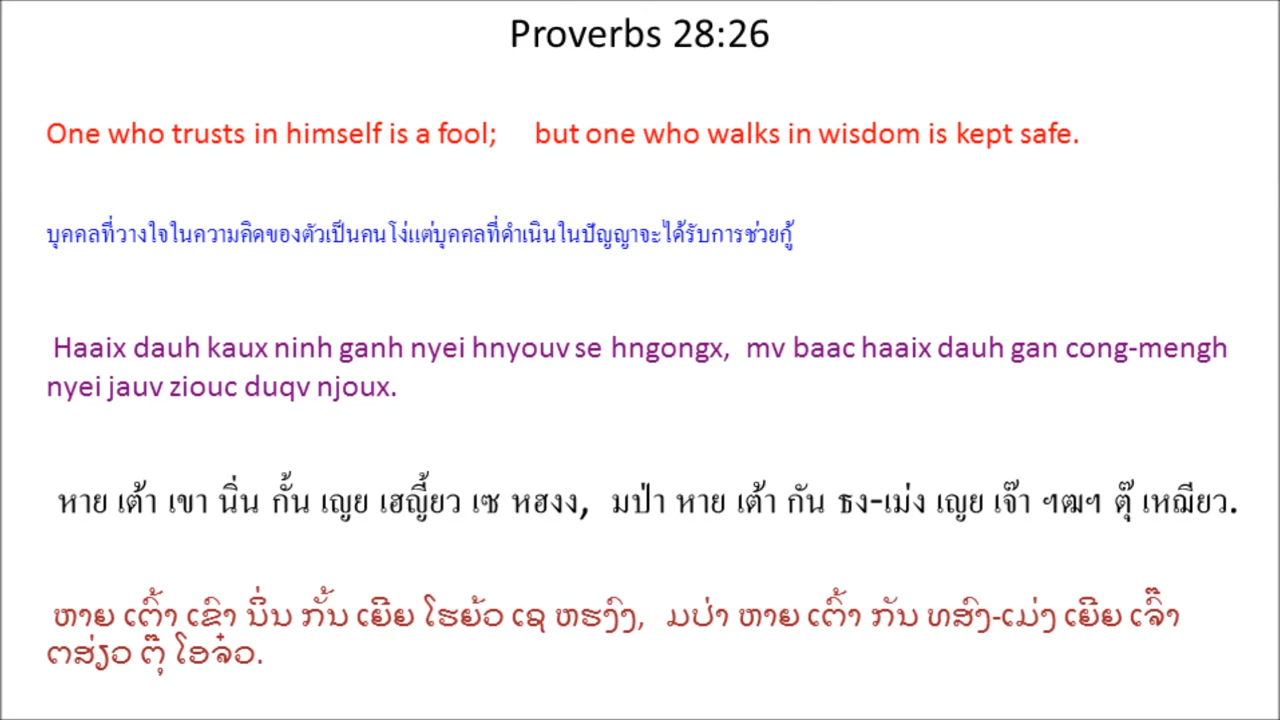 Proverbs 28:26
One who trusts in himself is a fool; but one who walks in wisdom is kept safe.
บุคคลที่วางใจในความคิดของตัวเป็นคนโง่แต่บุคคลที่ดำเนินในปัญญาจะได้รับการช่วยกู้
Haaix dauh kaux ninh ganh nyei hnyouv se hngongx, mv baac haaix dauh gan cong-mengh
nyei jauv ziouc duqv njoux.
หาย เต้า เขา นิ่น กั้น เญย เฮญี้ยว เซ หฮงง, มป่า หาย เต้า กัน ธง-เม่ง เญย เจ๊า ฯฒฯ ตุ๊ เหฌียว.
ຫາຍ ເຕົ້າ ເຂົາ ນິ່ນ ກັ້ນ ເຍີຍ ໂຮຍ້ວ ເຊ ຫຮງົງ, ມປ່າ ຫາຍ ເຕົ້າ ກັນ ທສົງ-ເມ່ງ ເຍີຍ ເຈົ໊າ
ຕສ່ຽວ ຕຸ໊ ໂອຈ໋ວ.